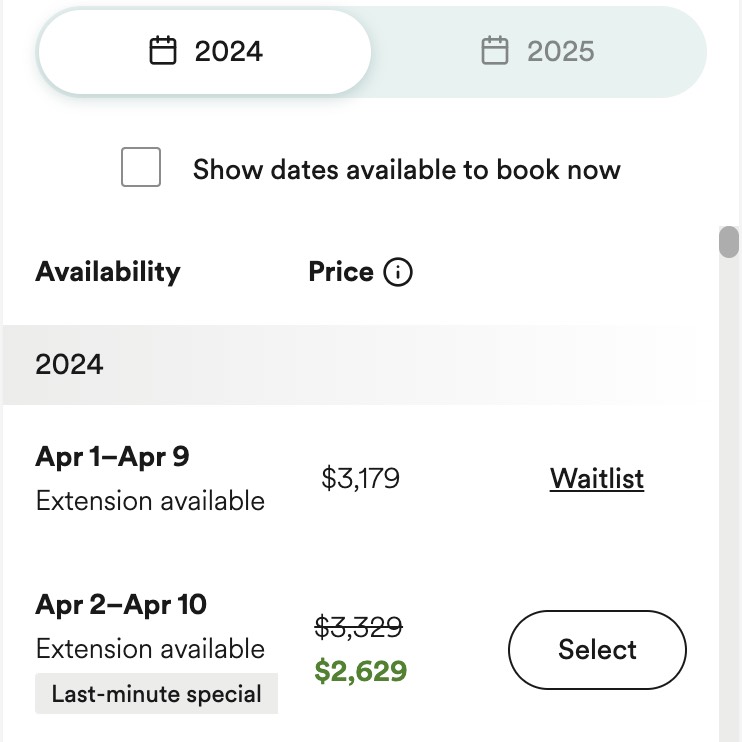 2024 2025
Show dates available to book now
Availability Price
2024
Apr 1–Apr 9
Extension available
$3,179
Waitlist
Apr 2–Apr 10
Extension available
Last-minute special
$3,329
$2,629
Select